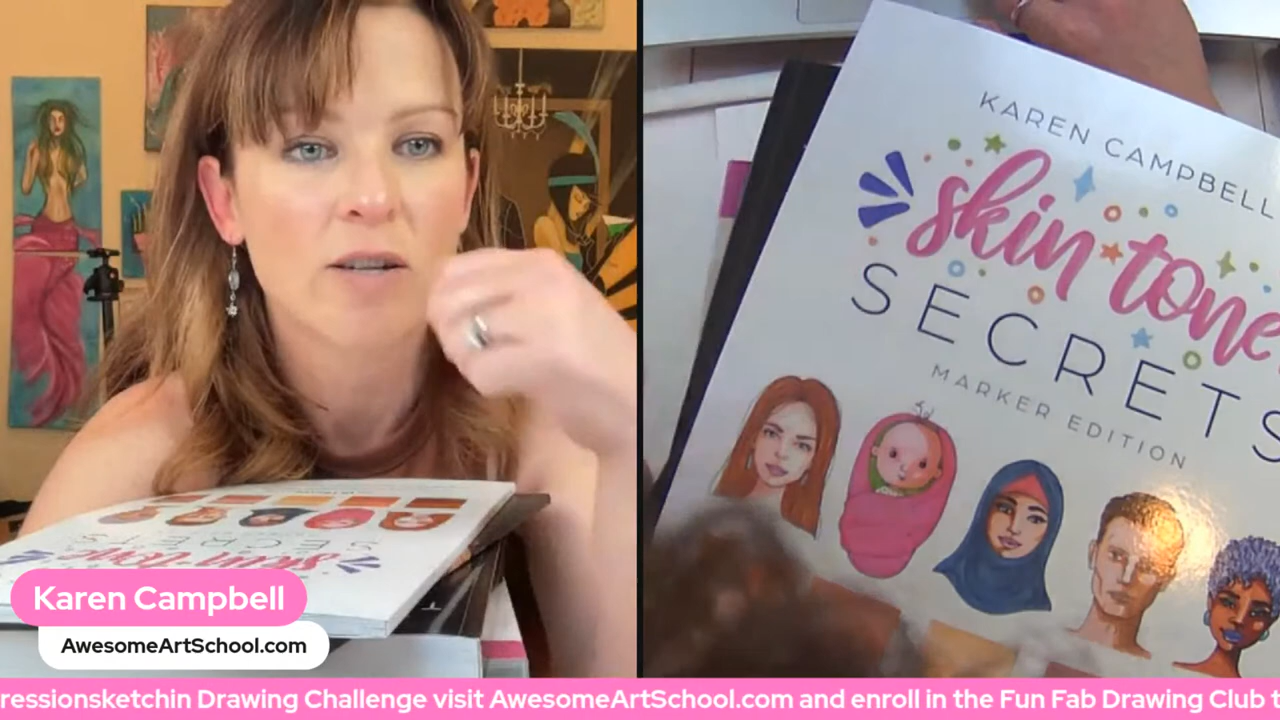 Karen Campbell
AwesomeArtSchool.com
KAREN CAMPBELL
skin tone
SECRETS
MARKER EDITION
ressionsketchin Drawing Challenge visit AwesomeArtSchool.com and enroll in the Fun Fab Drawing Club t